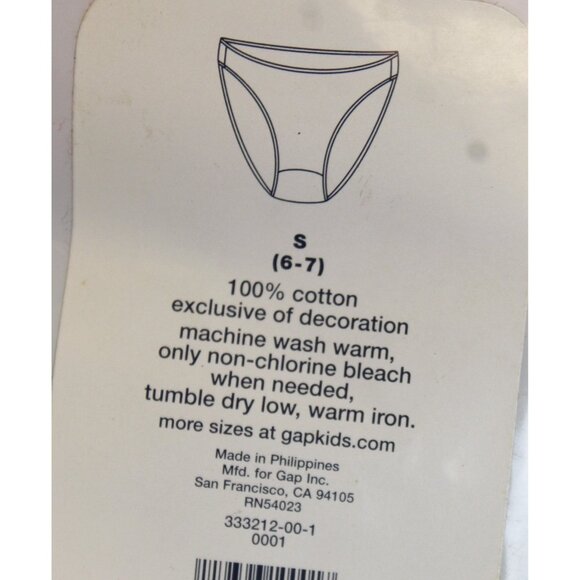 S
(6-7)
100% cotton
exclusive of decoration
machine wash warm,
only non-chlorine bleach
when needed,
tumble dry low, warm iron.
more sizes at gapkids.com
Made in Philippines
Mfd. for Gap Inc.
San Francisco, CA 94105
RN54023
333212-00-1
0001